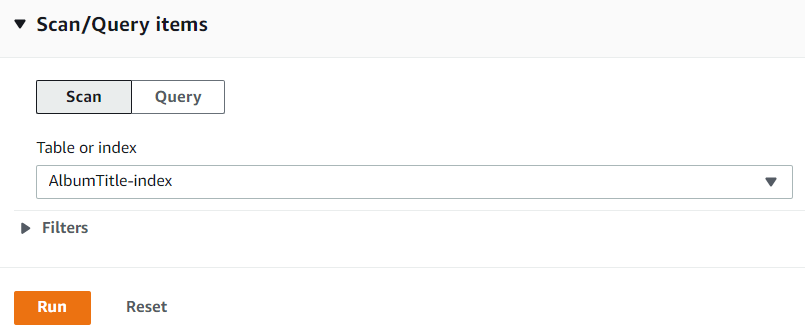 Scan/Query items
Scan Query
Table or index
AlbumTitle-index
Filters
Run Reset